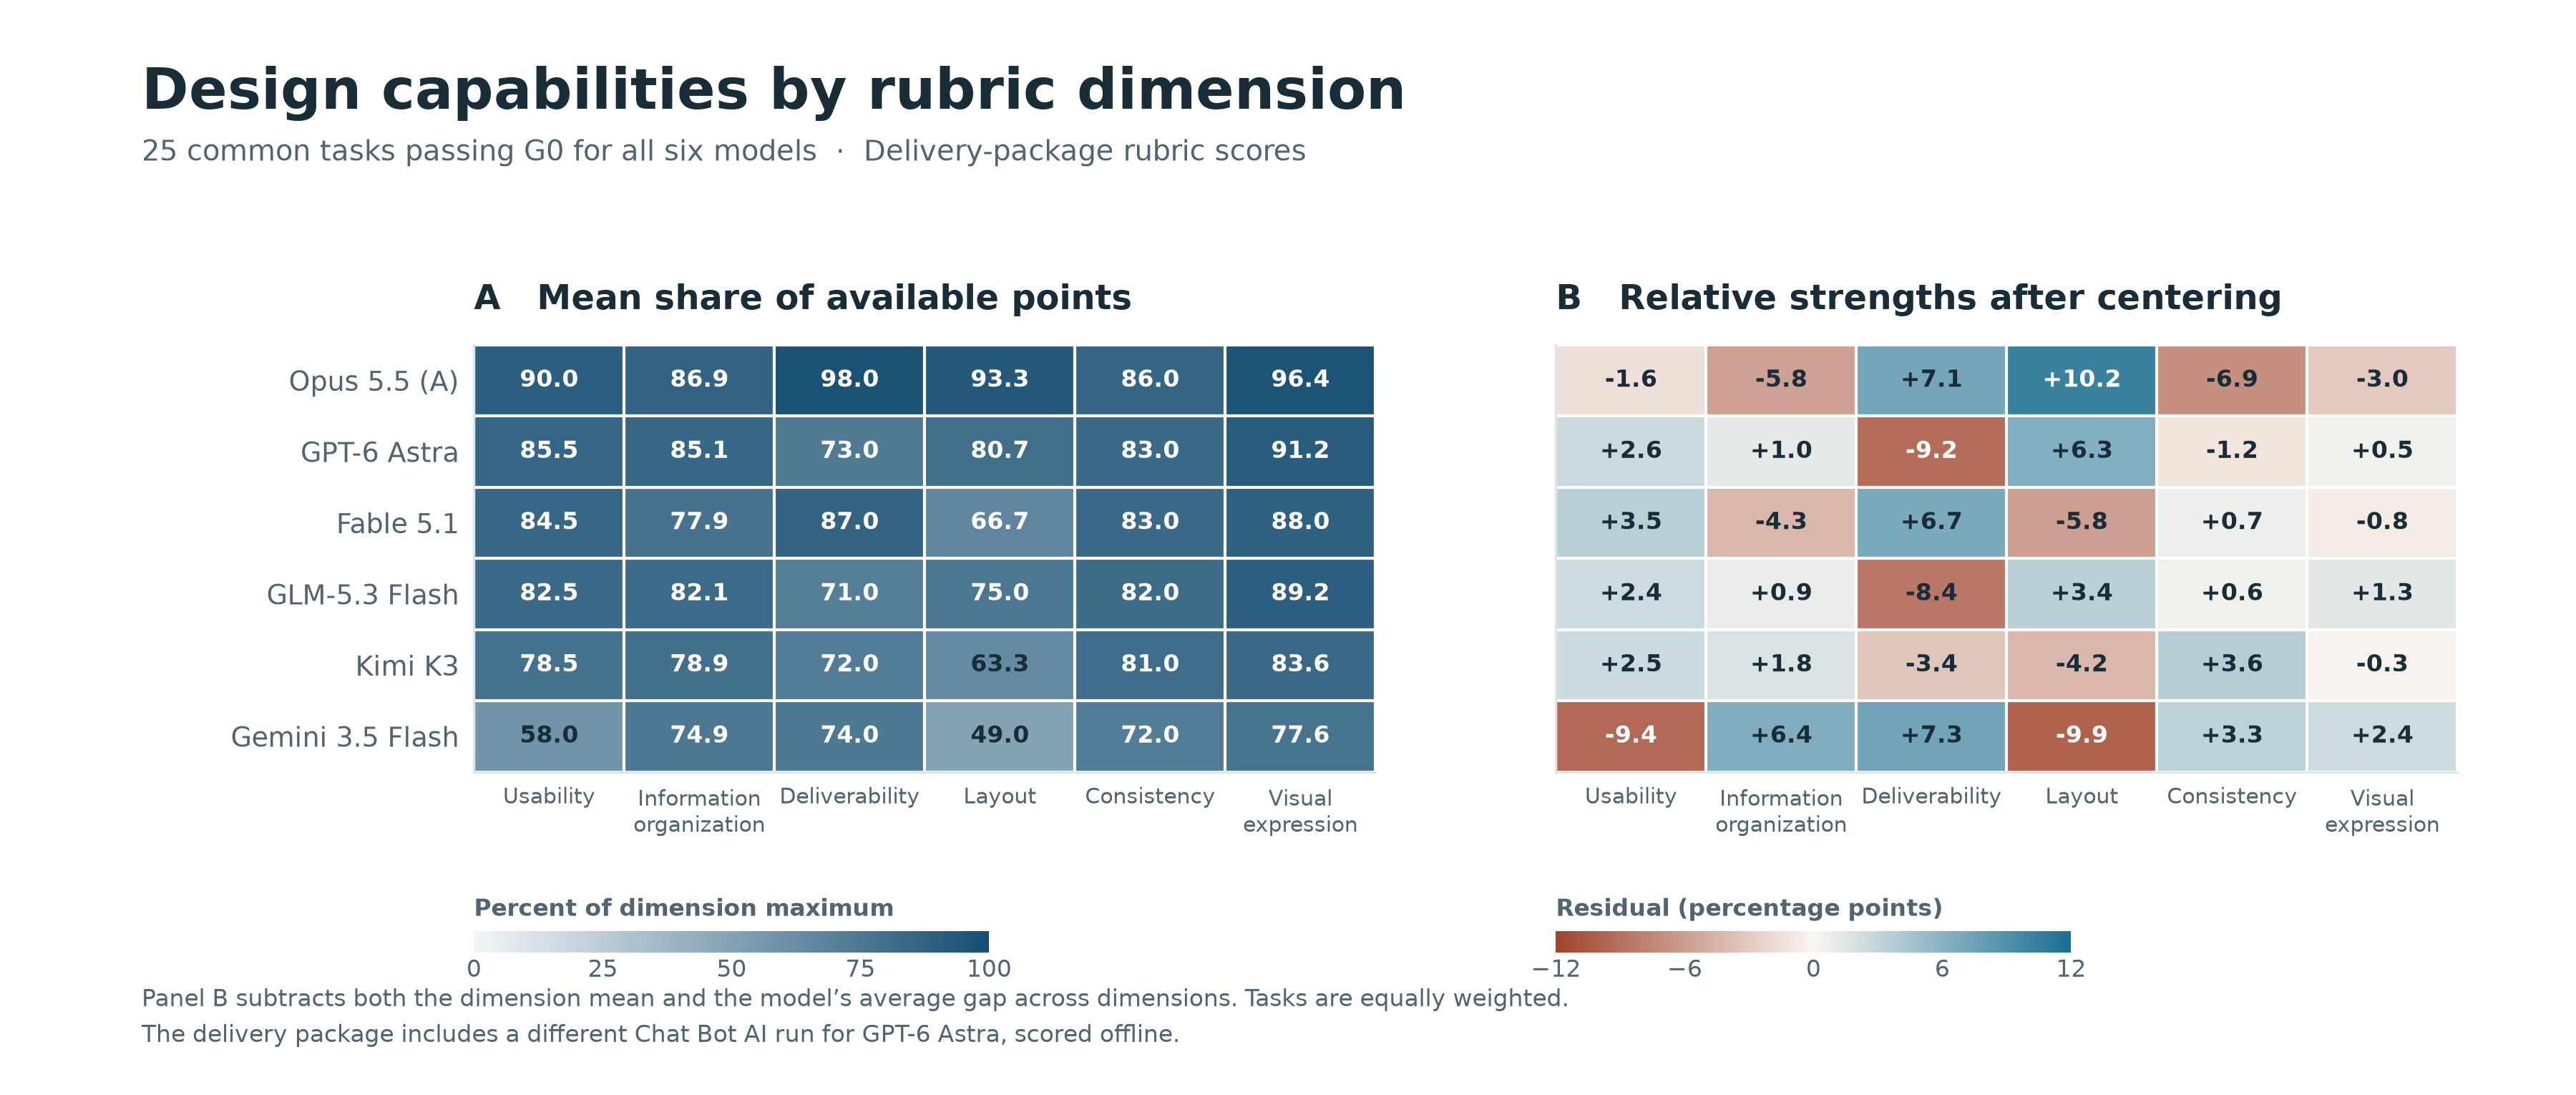 Design capabilities by rubric dimension
25 common tasks passing G0 for all six models · Delivery-package rubric scores
A Mean share of available points
Opus 5.5 (A) 90.0 86.9 98.0 93.3 86.0 96.4
GPT-6 Astra 85.5 85.1 73.0 80.7 83.0 91.2
Fable 5.1 84.5 77.9 87.0 66.7 83.0 88.0
GLM-5.3 Flash 82.5 82.1 71.0 75.0 82.0 89.2
Kimi K3 78.5 78.9 72.0 63.3 81.0 83.6
Gemini 3.5 Flash 58.0 74.9 74.0 49.0 72.0 77.6
Usability Information Deliverability Layout Consistency Visual
organization expression
Percent of dimension maximum
0 25 50 75 100
B Relative strengths after centering
-1.6 -5.8 +7.1 +10.2 -6.9 -3.0
+2.6 +1.0 -9.2 +6.3 -1.2 +0.5
+3.5 -4.3 +6.7 -5.8 +0.7 -0.8
+2.4 +0.9 -8.4 +3.4 +0.6 +1.3
+2.5 +1.8 -3.4 -4.2 +3.6 -0.3
-9.4 +6.4 +7.3 -9.9 +3.3 +2.4
Usability Information Deliverability Layout Consistency Visual
organization expression
Residual (percentage points)
−12 −6 0 6 12
Panel B subtracts both the dimension mean and the model’s average gap across dimensions. Tasks are equally weighted.
The delivery package includes a different Chat Bot AI run for GPT-6 Astra, scored offline.